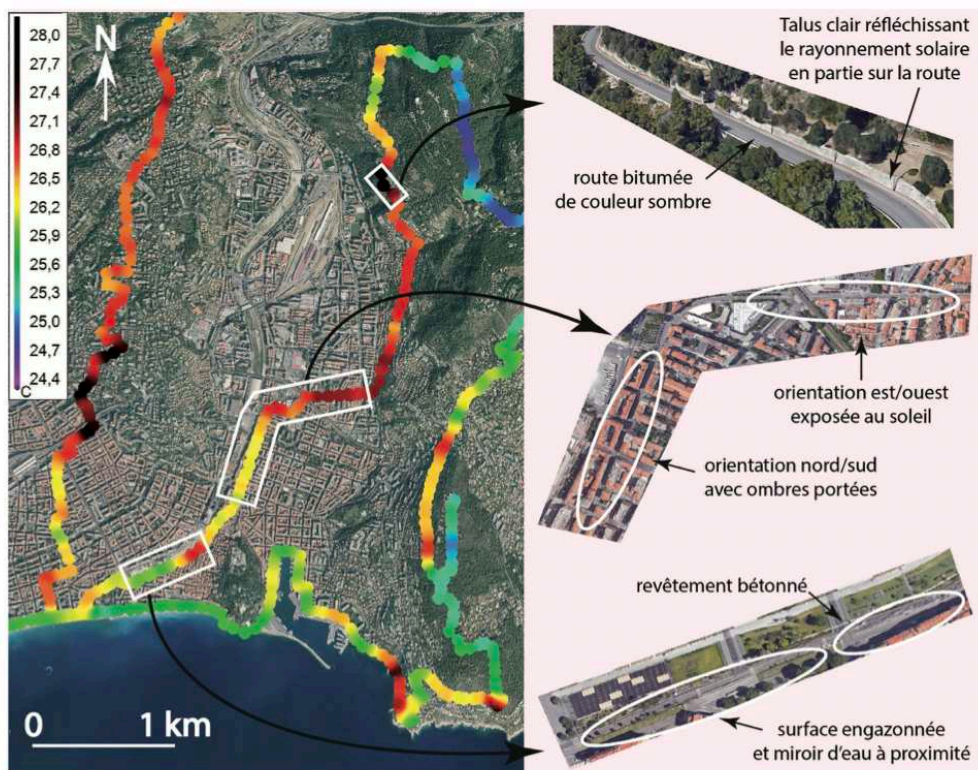 28,0
27,7
27,4
27,1
26,8
26,5
26,2
25,9
25,6
25,3
25,0
24,7
24,4
C
N
0 1 km
Talus clair réfléchissant
le rayonnement solaire
en partie sur la route
route bitumée
de couleur sombre
orientation est/ouest
exposée au soleil
orientation nord/sud
avec ombres portées
revêtement bétonné
surface engazonnée
et miroir d'eau à proximité